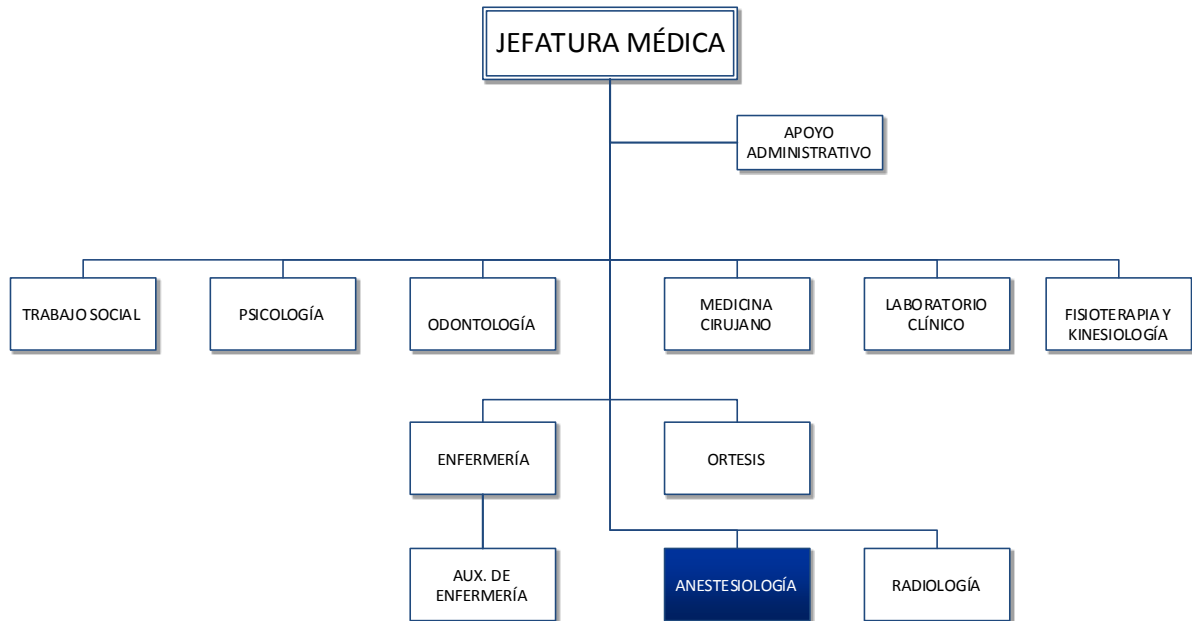 JEFATURA MÉDICA
APOYO
ADMINISTRATIVO
TRABAJO SOCIAL
PSICOLOGÍA
ODONTOLOGÍA
MEDICINA
CIRUJANO
LABORATORIO
CLÍNICO
FISIOTERAPIA Y
KINESIOLOGÍA
ENFERMERÍA
ORTESIS
AUX. DE
ENFERMERÍA
ANESTESIOLOGÍA
RADIOLOGÍA